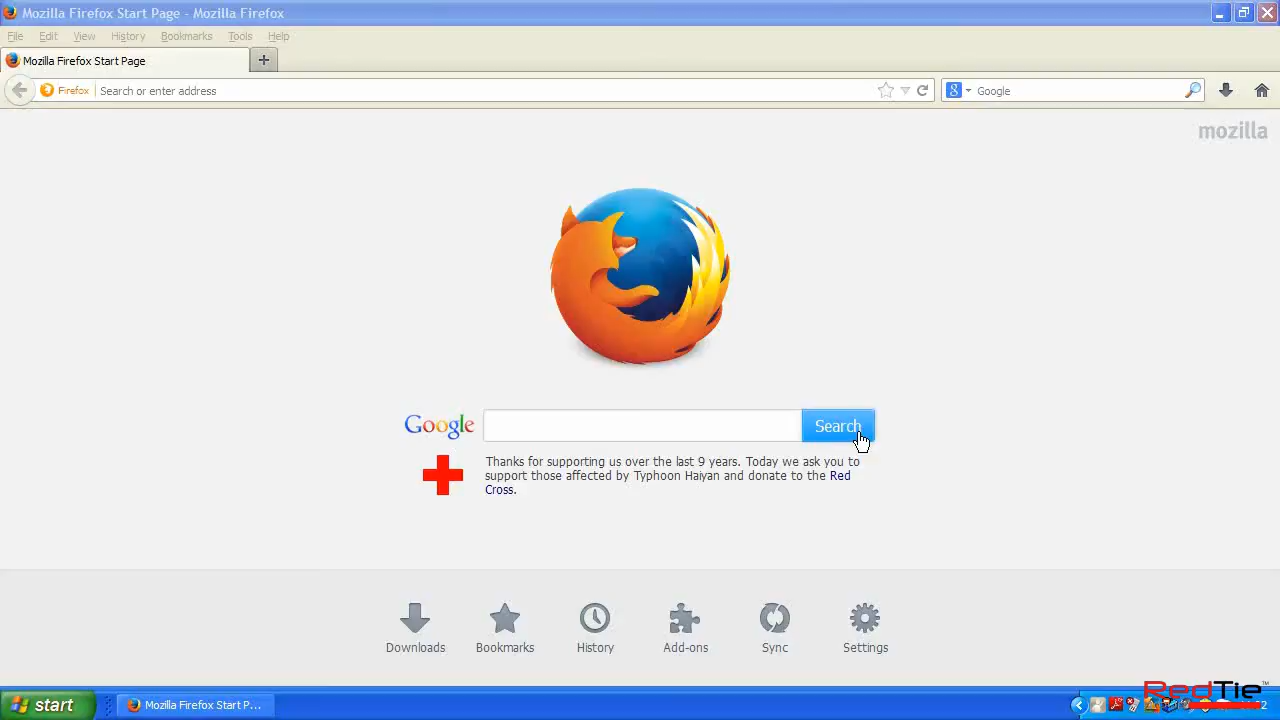 Mozilla Firefox Start Page - Mozilla Firefox
File Edit View History Bookmarks Tools Help
Mozilla Firefox Start Page
Firefox Search or enter address
8 Google
mozilla
Google Search
Thanks for supporting us over the last 9 years. Today we ask you to
support those affected by Typhoon Haiyan and donate to the Red
Cross.
Downloads Bookmarks History Add-ons Sync Settings
start Mozilla Firefox Start P...
RedTie™